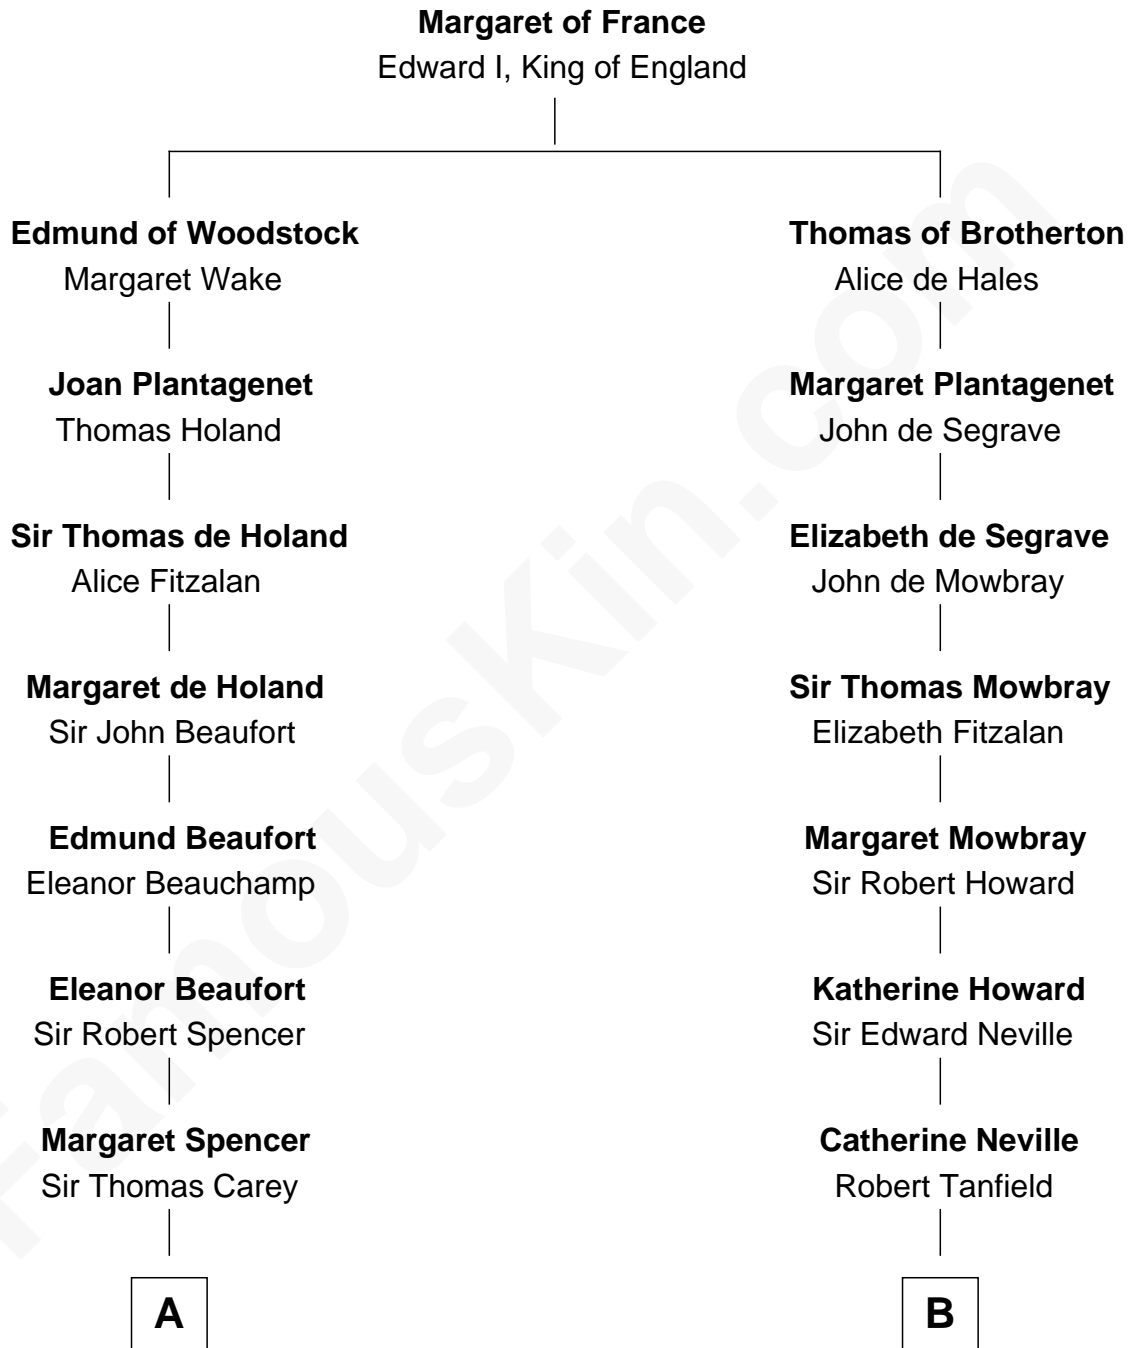 Margaret of France
Edward I, King of England
Edmund of Woodstock
Margaret Wake
Joan Plantagenet
Thomas Holand
Sir Thomas de Holand
Alice Fitzalan
Margaret de Holand
Sir John Beaufort
Edmund Beaufort
Eleanor Beauchamp
Eleanor Beaufort
Sir Robert Spencer
Margaret Spencer
Sir Thomas Carey
A
Thomas of Brotherton
Alice de Hales
Margaret Plantagenet
John de Segrave
Elizabeth de Segrave
John de Mowbray
Sir Thomas Mowbray
Elizabeth Fitzalan
Margaret Mowbray
Sir Robert Howard
Katherine Howard
Sir Edward Neville
Catherine Neville
Robert Tanfield
B
FamousKin.com